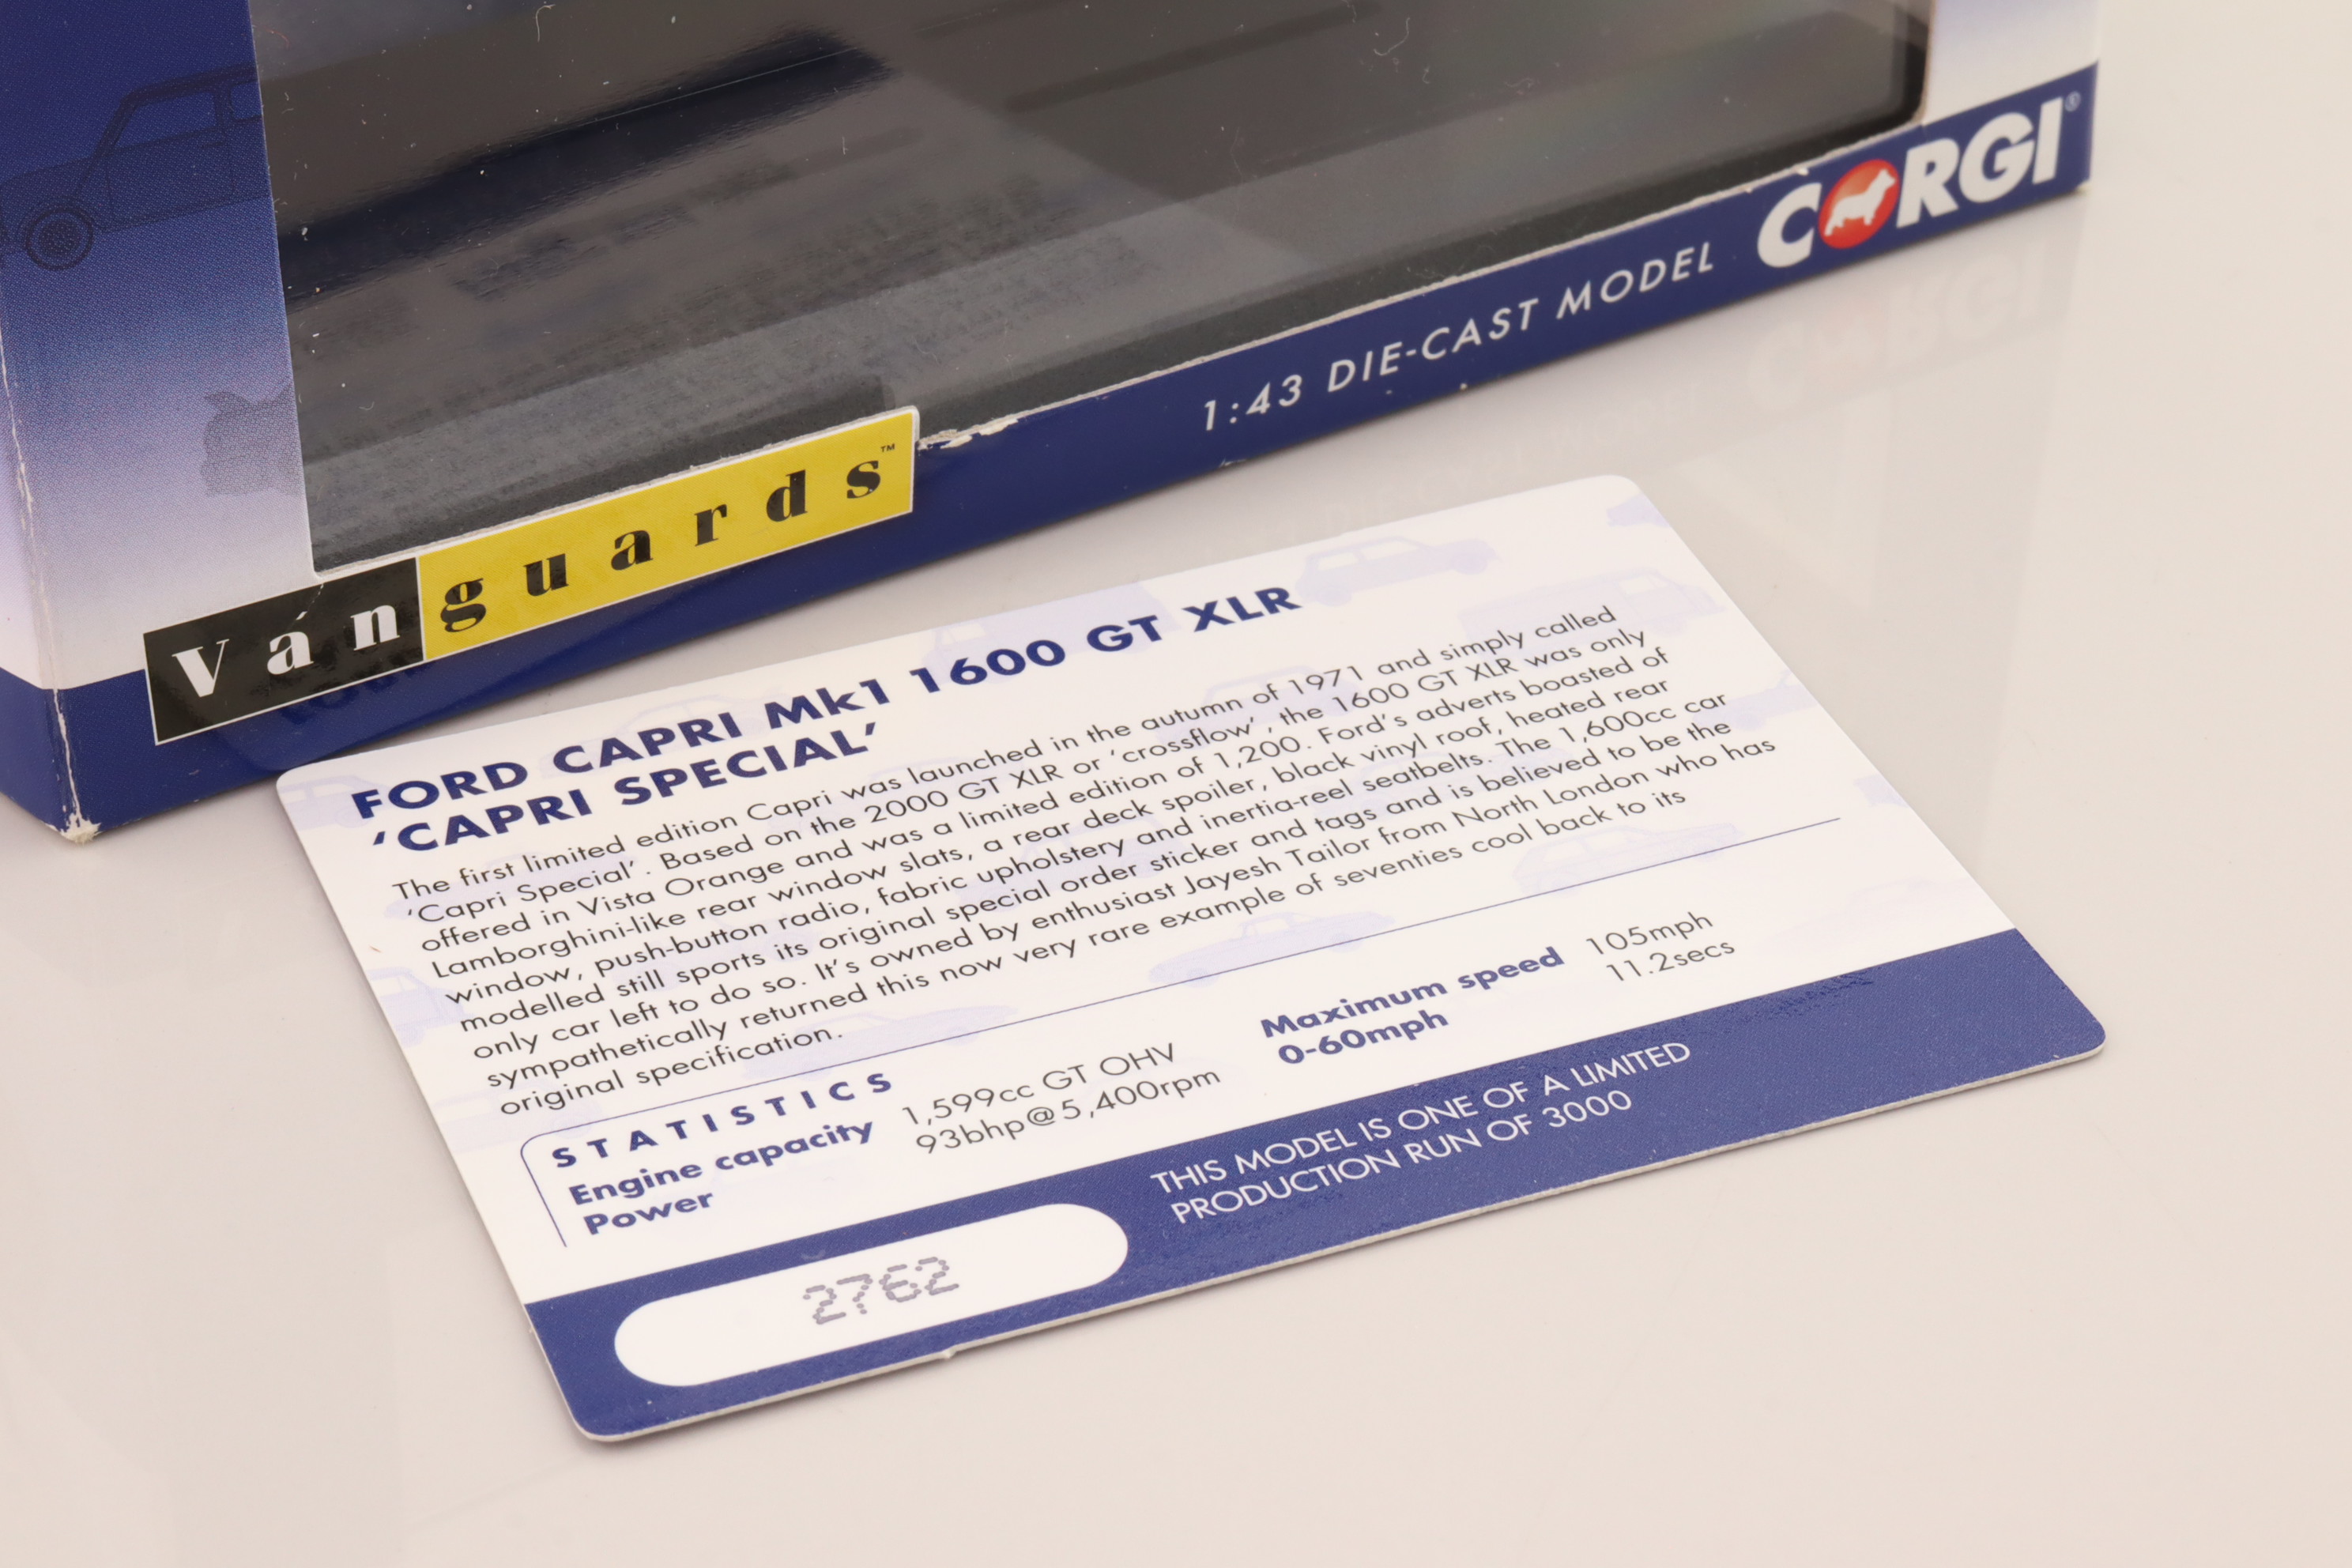 CORGI®
1:43 DIE-CAST MODEL
Vánguards™
FORD CAPRI Mk1 1600 GT XLR
‘CAPRI SPECIAL’
The first limited edition Capri was launched in the autumn of 1971 and simply called
‘Capri Special’. Based on the 2000 GT XLR or ‘crossflow’, the 1600 GT XLR was only
offered in Vista Orange and was a limited edition of 1,200. Ford’s adverts boasted of
Lamborghini-like rear window slats, a rear deck spoiler, black vinyl roof, heated rear
window, push-button radio, fabric upholstery and inertia-reel seatbelts. The 1,600cc car
modelled still sports its original special order sticker and tags and is believed to be the
only car left to do so. It’s owned by enthusiast Jayesh Tailor from North London who has
sympathetically returned this now very rare example of seventies cool back to its
original specification.
STATISTICS
Engine capacity 1,599cc GT OHV
Power 93bhp@5,400rpm
Maximum speed 105mph
0-60mph 11.2secs
THIS MODEL IS ONE OF A LIMITED
PRODUCTION RUN OF 3000
2762